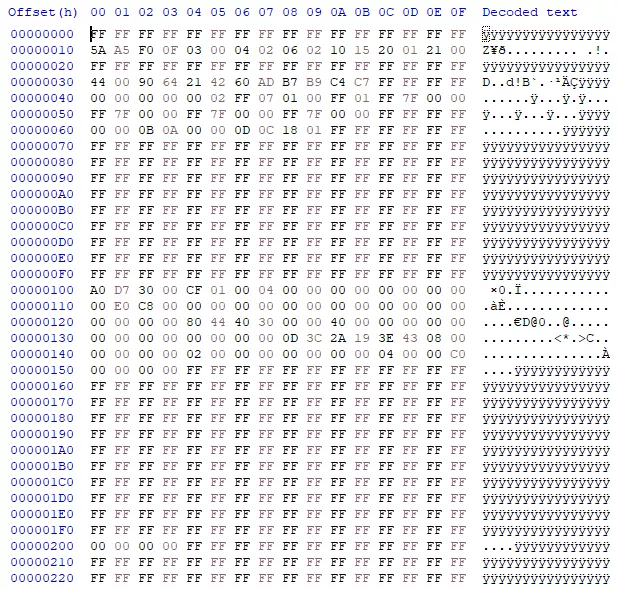 Offset(h) 00 01 02 03 04 05 06 07 08 09 0A 0B 0C 0D 0E 0F Decoded text
00000000 FF FF FF FF FF FF FF FF FF FF FF FF FF FF FF FF ÿÿÿÿÿÿÿÿÿÿÿÿÿÿÿÿ
00000010 5A A5 F0 0F 03 00 04 02 06 02 10 15 20 01 21 00 Z¥ð......... .!.
00000020 FF FF FF FF FF FF FF FF FF FF FF FF FF FF FF FF ÿÿÿÿÿÿÿÿÿÿÿÿÿÿÿÿ
00000030 44 00 90 64 21 42 60 AD B7 B9 C4 C7 FF FF FF FF D..d!B`.·¹ÄÇÿÿÿÿ
00000040 00 00 00 00 00 02 FF 07 01 00 FF 01 FF 7F 00 00 ......ÿ...ÿ.ÿ...
00000050 FF 7F 00 00 FF 7F 00 00 FF 7F 00 00 FF FF FF FF ÿ...ÿ...ÿ...ÿÿÿÿ
00000060 00 00 0B 0A 00 00 0D 0C 18 01 FF FF FF FF FF FF ..........ÿÿÿÿÿÿ
00000070 FF FF FF FF FF FF FF FF FF FF FF FF FF FF FF FF ÿÿÿÿÿÿÿÿÿÿÿÿÿÿÿÿ
00000080 FF FF FF FF FF FF FF FF FF FF FF FF FF FF FF FF ÿÿÿÿÿÿÿÿÿÿÿÿÿÿÿÿ
00000090 FF FF FF FF FF FF FF FF FF FF FF FF FF FF FF FF ÿÿÿÿÿÿÿÿÿÿÿÿÿÿÿÿ
000000A0 FF FF FF FF FF FF FF FF FF FF FF FF FF FF FF FF ÿÿÿÿÿÿÿÿÿÿÿÿÿÿÿÿ
000000B0 FF FF FF FF FF FF FF FF FF FF FF FF FF FF FF FF ÿÿÿÿÿÿÿÿÿÿÿÿÿÿÿÿ
000000C0 FF FF FF FF FF FF FF FF FF FF FF FF FF FF FF FF ÿÿÿÿÿÿÿÿÿÿÿÿÿÿÿÿ
000000D0 FF FF FF FF FF FF FF FF FF FF FF FF FF FF FF FF ÿÿÿÿÿÿÿÿÿÿÿÿÿÿÿÿ
000000E0 FF FF FF FF FF FF FF FF FF FF FF FF FF FF FF FF ÿÿÿÿÿÿÿÿÿÿÿÿÿÿÿÿ
000000F0 FF FF FF FF FF FF FF FF FF FF FF FF FF FF FF FF ÿÿÿÿÿÿÿÿÿÿÿÿÿÿÿÿ
00000100 A0 D7 30 00 CF 01 00 04 00 00 00 00 00 00 00 00 ×0.Ï...........
00000110 00 E0 C8 00 00 00 00 00 00 00 00 00 00 00 00 00 .àÈ.............
00000120 00 00 00 00 80 44 40 30 00 00 40 00 00 00 00 00 ....€D@0..@.....
00000130 00 00 00 00 00 00 00 00 0D 3C 2A 19 3E 43 08 00 .........<*.>C..
00000140 00 00 00 00 02 00 00 00 00 00 00 00 04 00 00 C0 ...............À
00000150 00 00 00 00 FF FF FF FF FF FF FF FF FF FF FF FF ....ÿÿÿÿÿÿÿÿÿÿÿÿ
00000160 FF FF FF FF FF FF FF FF FF FF FF FF FF FF FF FF ÿÿÿÿÿÿÿÿÿÿÿÿÿÿÿÿ
00000170 FF FF FF FF FF FF FF FF FF FF FF FF FF FF FF FF ÿÿÿÿÿÿÿÿÿÿÿÿÿÿÿÿ
00000180 FF FF FF FF FF FF FF FF FF FF FF FF FF FF FF FF ÿÿÿÿÿÿÿÿÿÿÿÿÿÿÿÿ
00000190 FF FF FF FF FF FF FF FF FF FF FF FF FF FF FF FF ÿÿÿÿÿÿÿÿÿÿÿÿÿÿÿÿ
000001A0 FF FF FF FF FF FF FF FF FF FF FF FF FF FF FF FF ÿÿÿÿÿÿÿÿÿÿÿÿÿÿÿÿ
000001B0 FF FF FF FF FF FF FF FF FF FF FF FF FF FF FF FF ÿÿÿÿÿÿÿÿÿÿÿÿÿÿÿÿ
000001C0 FF FF FF FF FF FF FF FF FF FF FF FF FF FF FF FF ÿÿÿÿÿÿÿÿÿÿÿÿÿÿÿÿ
000001D0 FF FF FF FF FF FF FF FF FF FF FF FF FF FF FF FF ÿÿÿÿÿÿÿÿÿÿÿÿÿÿÿÿ
000001E0 FF FF FF FF FF FF FF FF FF FF FF FF FF FF FF FF ÿÿÿÿÿÿÿÿÿÿÿÿÿÿÿÿ
000001F0 FF FF FF FF FF FF FF FF FF FF FF FF FF FF FF FF ÿÿÿÿÿÿÿÿÿÿÿÿÿÿÿÿ
00000200 00 00 00 00 FF FF FF FF FF FF FF FF FF FF FF FF ....ÿÿÿÿÿÿÿÿÿÿÿÿ
00000210 FF FF FF FF FF FF FF FF FF FF FF FF FF FF FF FF ÿÿÿÿÿÿÿÿÿÿÿÿÿÿÿÿ
00000220 FF FF FF FF FF FF FF FF FF FF FF FF FF FF FF FF ÿÿÿÿÿÿÿÿÿÿÿÿÿÿÿÿ